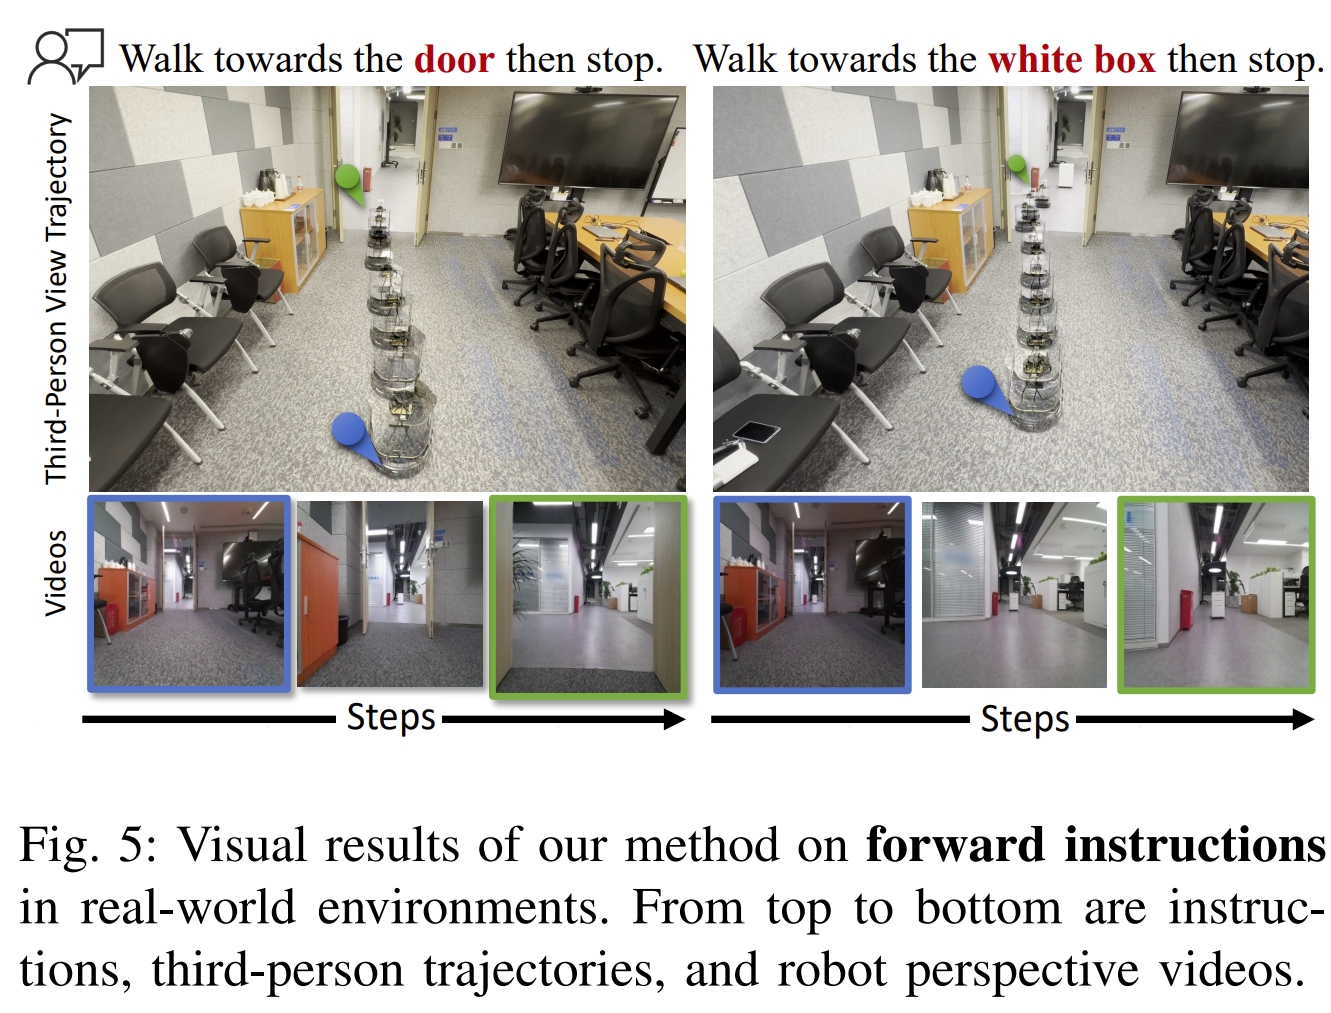 Walk towards the door then stop.
Walk towards the white box then stop.
Third-Person View Trajectory
Videos
Steps
Steps
Fig. 5: Visual results of our method on forward instructions
in real-world environments. From top to bottom are instruc-
tions, third-person trajectories, and robot perspective videos.